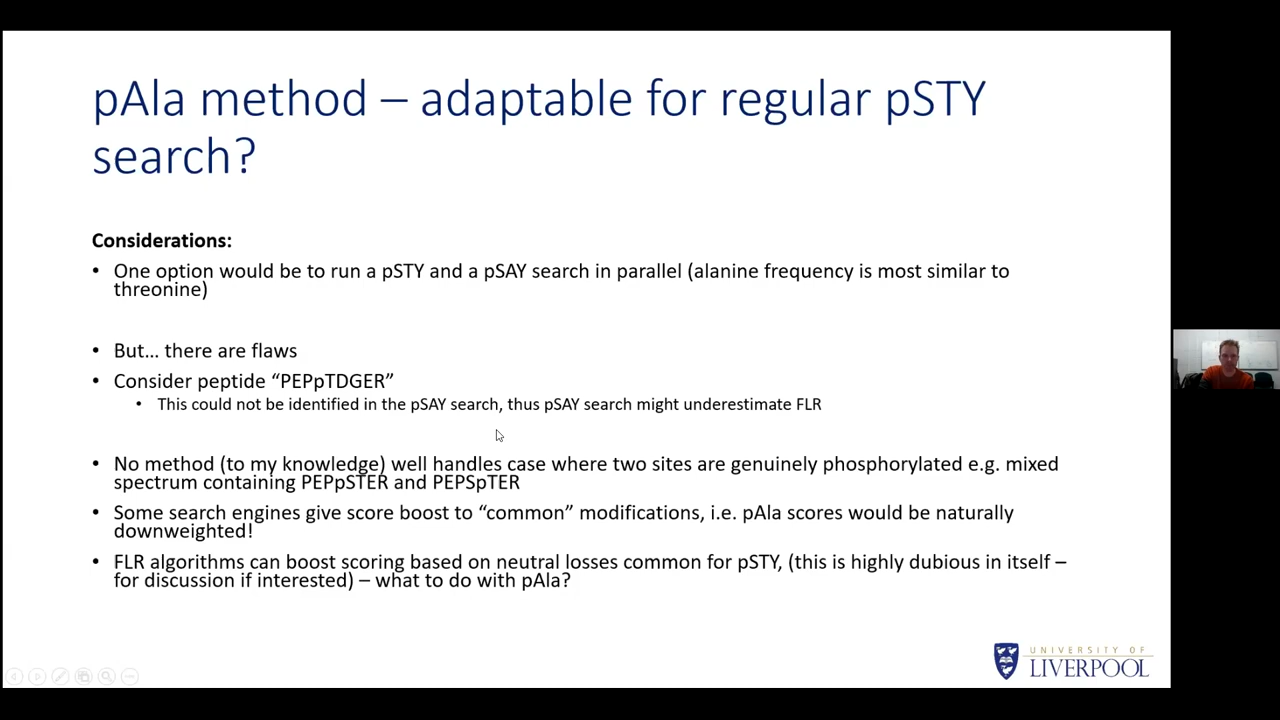 pAla method – adaptable for regular pSTY
search?
Considerations:
• One option would be to run a pSTY and a pSAY search in parallel (alanine frequency is most similar to
threonine)
• But… there are flaws
• Consider peptide “PEPpTDGER”
• This could not be identified in the pSAY search, thus pSAY search might underestimate FLR
• No method (to my knowledge) well handles case where two sites are genuinely phosphorylated e.g. mixed
spectrum containing PEPpSTER and PEPSpTER
• Some search engines give score boost to “common” modifications, i.e. pAla scores would be naturally
downweighted!
• FLR algorithms can boost scoring based on neutral losses common for pSTY, (this is highly dubious in itself –
for discussion if interested) – what to do with pAla?
UNIVERSITY OF
LIVERPOOL